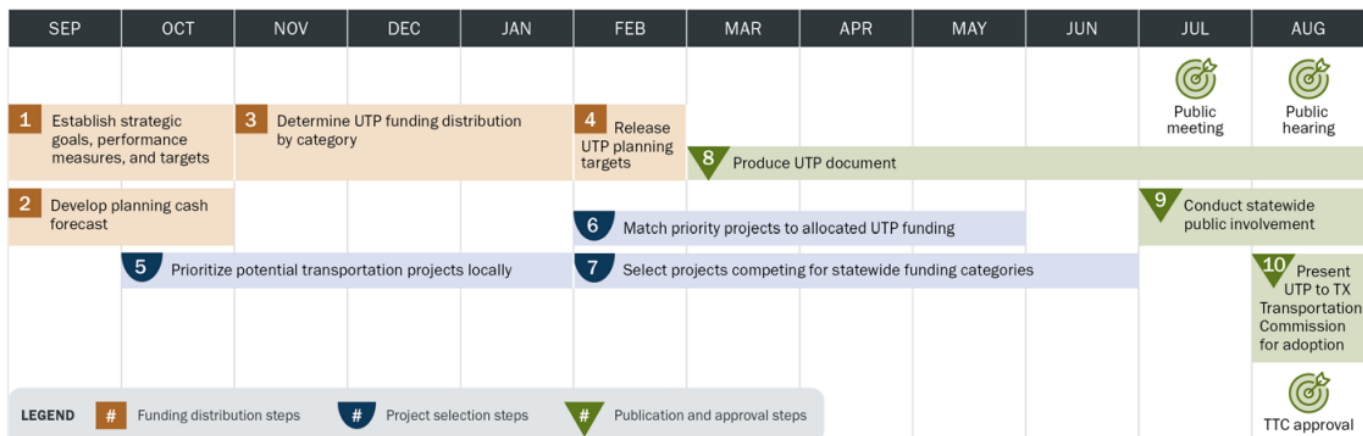 SEP OCT NOV DEC JAN FEB MAR APR MAY JUN JUL AUG
Public
meeting
Public
hearing
1 Establish strategic
goals, performance
measures, and targets
3 Determine UTP funding distribution
by category
4 Release
UTP planning
targets
8 Produce UTP document
2 Develop planning cash
forecast
6 Match priority projects to allocated UTP funding
9 Conduct statewide
public involvement
5 Prioritize potential transportation projects locally
7 Select projects competing for statewide funding categories
10 Present
UTP to TX
Transportation
Commission
for adoption
TTC approval
LEGEND # Funding distribution steps # Project selection steps # Publication and approval steps